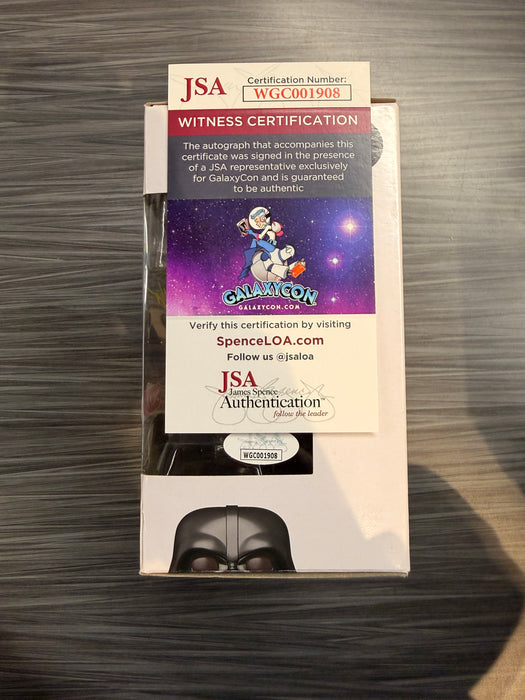 JSA
Certification Number:
WGC001908
WITNESS CERTIFICATION
The autograph that accompanies this
certificate was signed in the presence
of a JSA representative exclusively
for GalaxyCon and is guaranteed
to be authentic
GALAXYCON
GALAXYCON.COM
Verify this certification by visiting
SpenceLOA.com
Follow us @jsaloa
JSA
James Spence
Authentication™
follow the leader
WGC001908